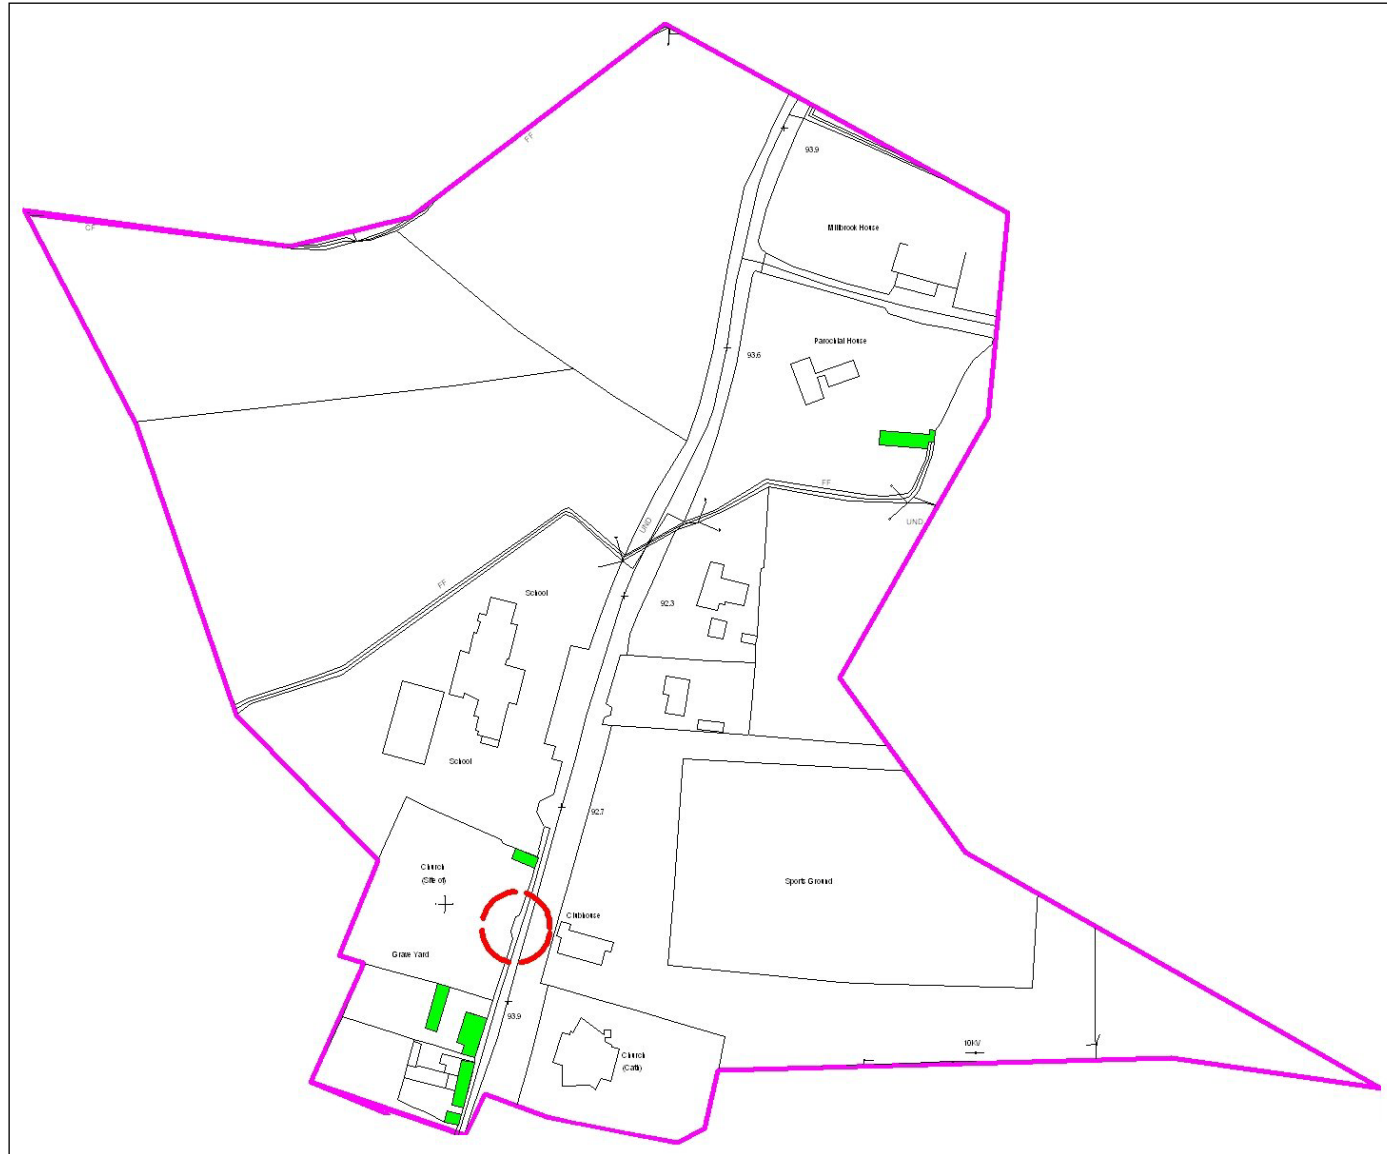 FF
93.9
CF
Millbrook House
Parochial House
93.6
FF
UND
UND
FF
School
92.3
School
92.7
Church
(Site of)
Sports Ground
Clubhouse
Grave Yard
93.9
Church
(Cath)
10kV